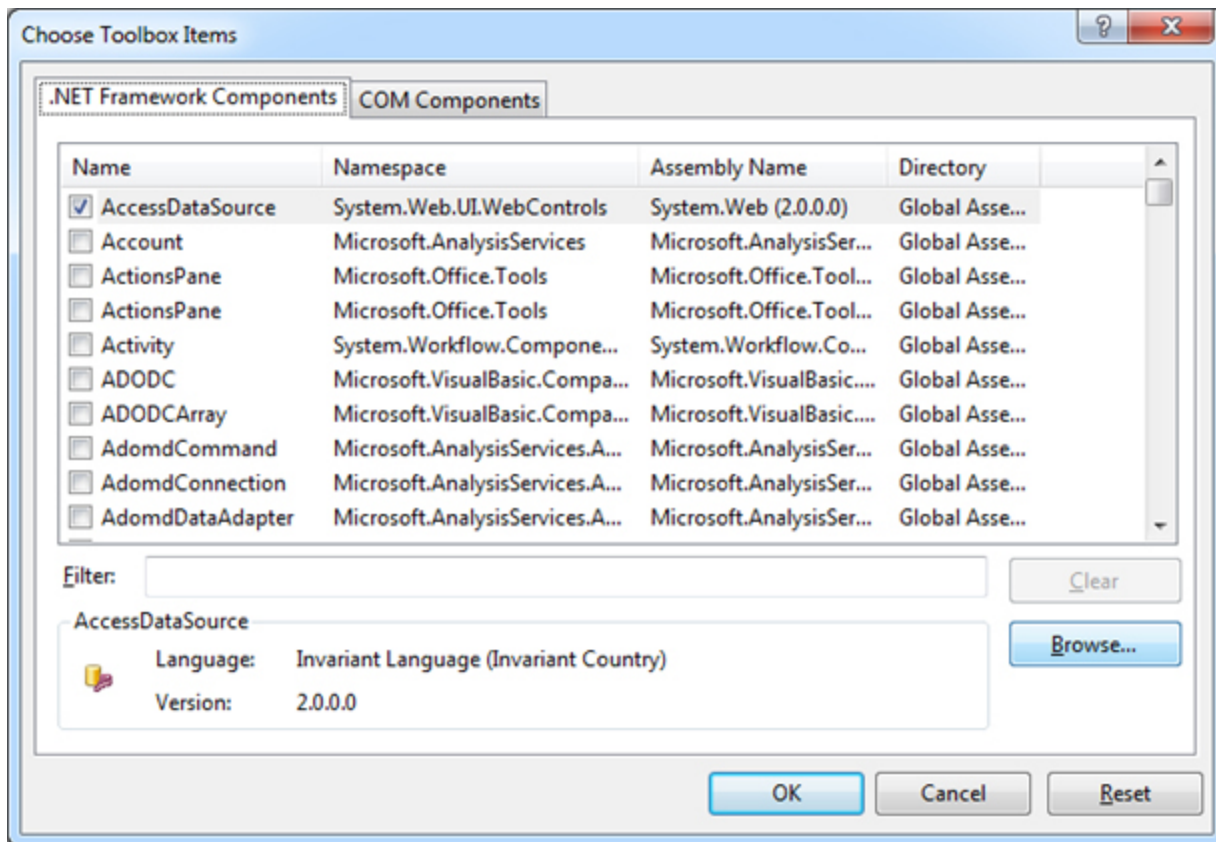 Choose Toolbox Items
?
.NET Framework Components COM Components
Name Namespace Assembly Name Directory
AccessDataSource System.Web.UI.WebControls System.Web (2.0.0.0) Global Asse...
Account Microsoft.AnalysisServices Microsoft.AnalysisSer... Global Asse...
ActionsPane Microsoft.Office.Tools Microsoft.Office.Tool... Global Asse...
ActionsPane Microsoft.Office.Tools Microsoft.Office.Tool... Global Asse...
Activity System.Workflow.Compone... System.Workflow.Co... Global Asse...
ADODC Microsoft.VisualBasic.Compa... Microsoft.VisualBasic.... Global Asse...
ADODCArray Microsoft.VisualBasic.Compa... Microsoft.VisualBasic.... Global Asse...
AdomdCommand Microsoft.AnalysisServices.A... Microsoft.AnalysisSer... Global Asse...
AdomdConnection Microsoft.AnalysisServices.A... Microsoft.AnalysisSer... Global Asse...
AdomdDataAdapter Microsoft.AnalysisServices.A... Microsoft.AnalysisSer... Global Asse...
Filter: Clear
AccessDataSource
Browse...
Language: Invariant Language (Invariant Country)
Version: 2.0.0.0
OK Cancel Reset